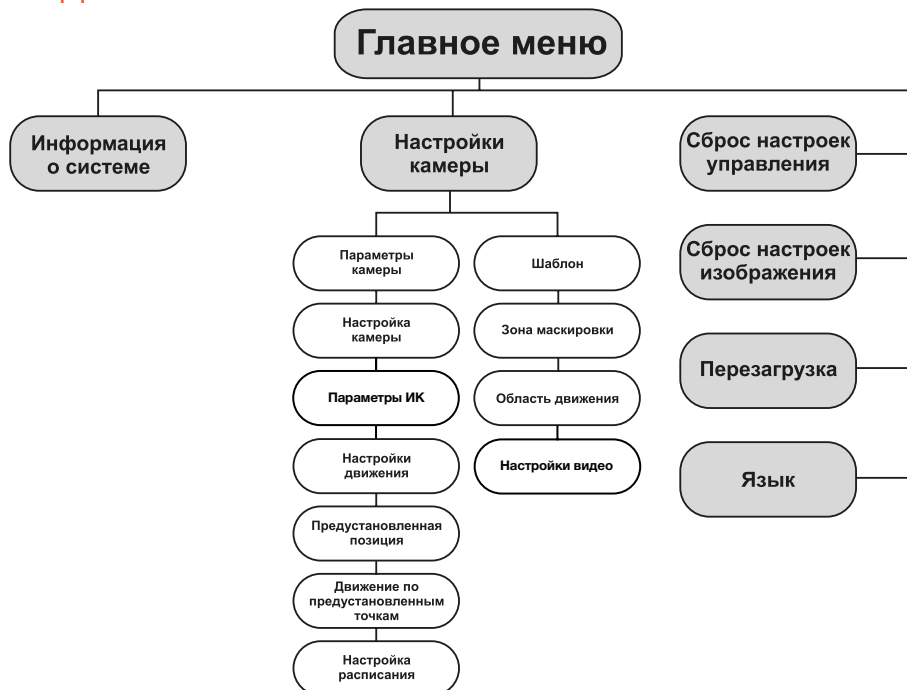 Главное меню
Информация
о системе
Настройки
камеры
Параметры
камеры
Настройка
камеры
Параметры ИК
Настройки
движения
Предустановленная
позиция
Движение по
предустановленным
точкам
Настройка
расписания
Шаблон
Зона маскировки
Область движения
Настройки видео
Сброс настроек
управления
Сброс настроек
изображения
Перезагрузка
Язык